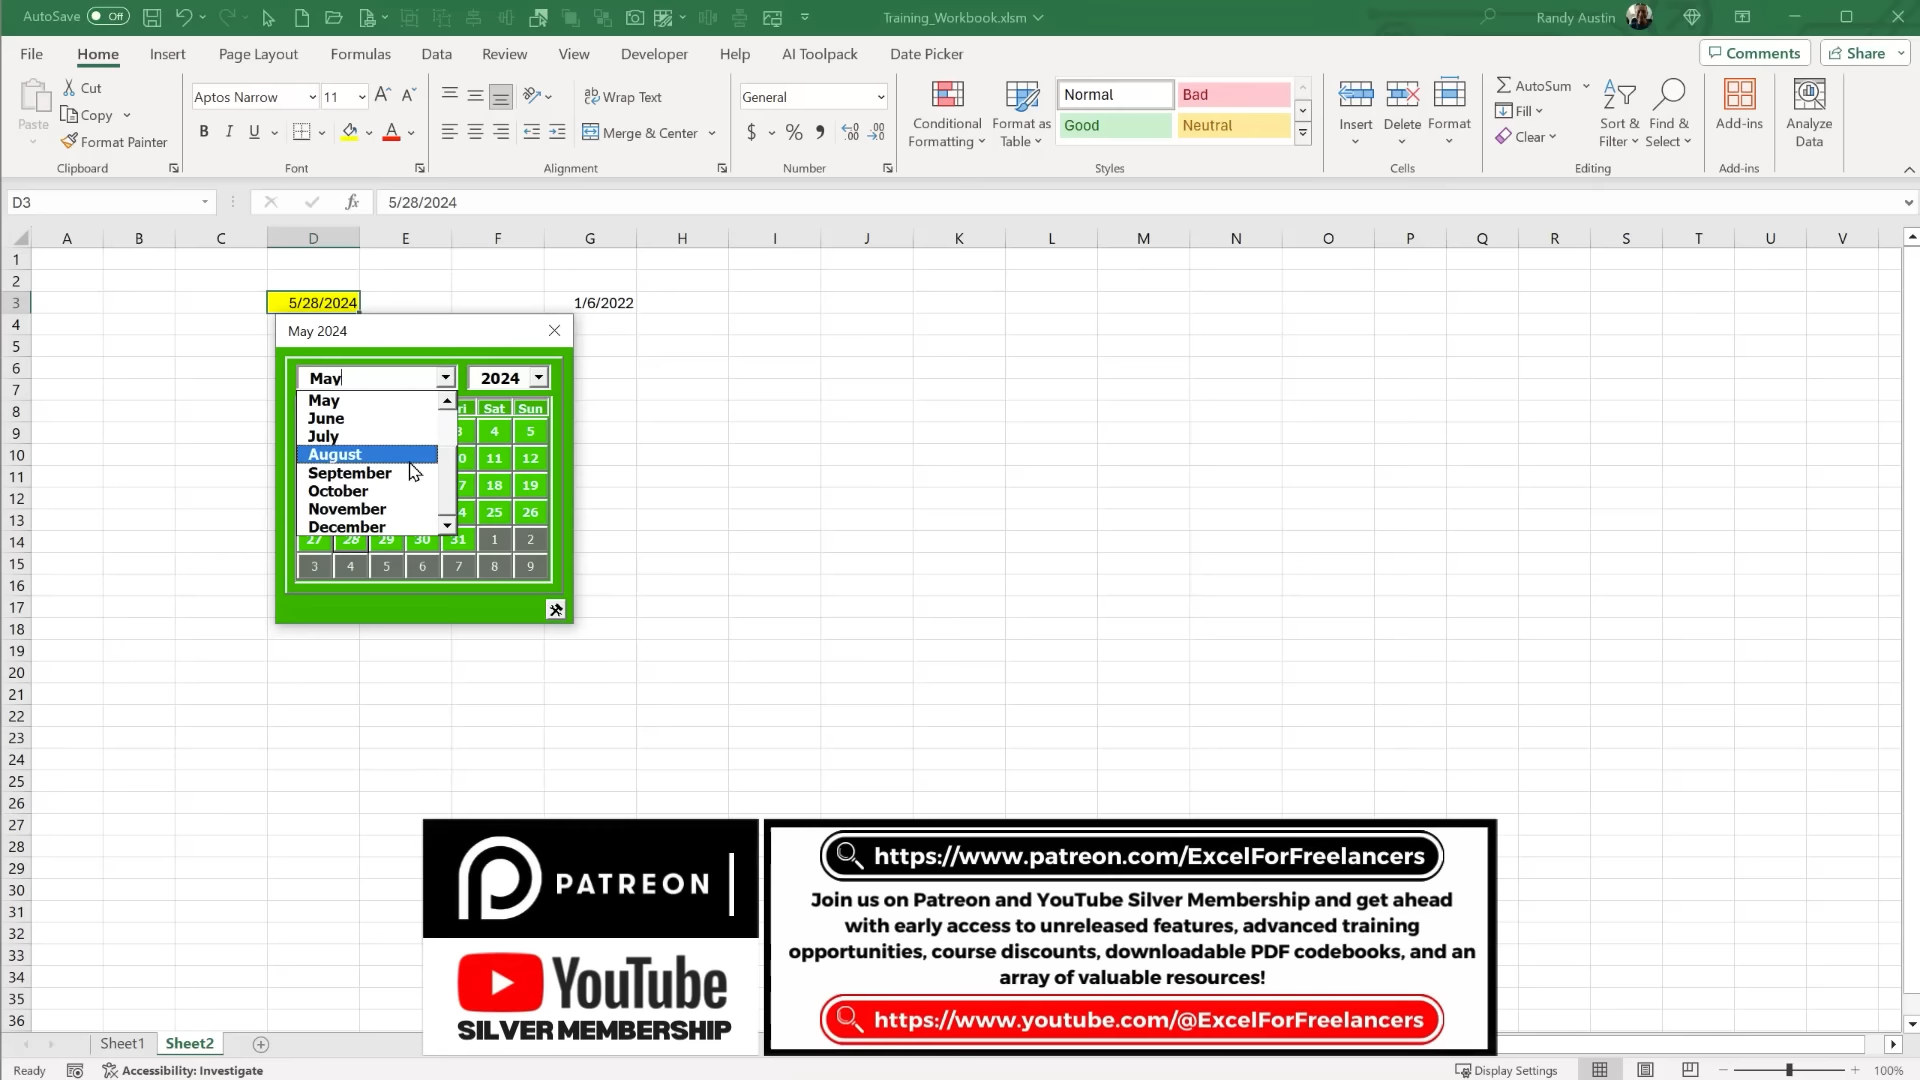 AutoSave Off
Training_Workbook.xlsm
Randy Austin
File Home Insert Page Layout Formulas Data Review View Developer Help AI Toolpack Date Picker
Comments Share
Paste
Cut
Copy
Format Painter
Clipboard
Aptos Narrow 11
B I U
Font
Wrap Text
Merge & Center
Alignment
General
$ % ,
Number
Conditional Formatting
Format as Table
Normal Bad
Good Neutral
Styles
Insert Delete Format
Cells
AutoSum
Fill
Clear
Sort & Filter
Find & Select
Editing
Add-ins
Add-ins
Analyze Data
D3 fx 5/28/2024
A B C D E F G H I J K L M N O P Q R S T U V
1
2
3 5/28/2024 1/6/2022
4
5
6
7
8
9
10
11
12
13
14
15
16
17
18
19
20
21
22
23
24
25
26
27
28
29
30
31
32
33
34
35
36
May 2024
May 2024
May
June
July
August
September
October
November
December
ri Sat Sun
3 4 5
0 11 12
7 18 19
4 25 26
27 28 29 30 31 1 2
3 4 5 6 7 8 9
PATREON
YouTube
SILVER MEMBERSHIP
https://www.patreon.com/ExcelForFreelancers
Join us on Patreon and YouTube Silver Membership and get ahead
with early access to unreleased features, advanced training
opportunities, course discounts, downloadable PDF codebooks, and an
array of valuable resources!
https://www.youtube.com/@ExcelForFreelancers
Sheet1 Sheet2
Ready Accessibility: Investigate
Display Settings 100%